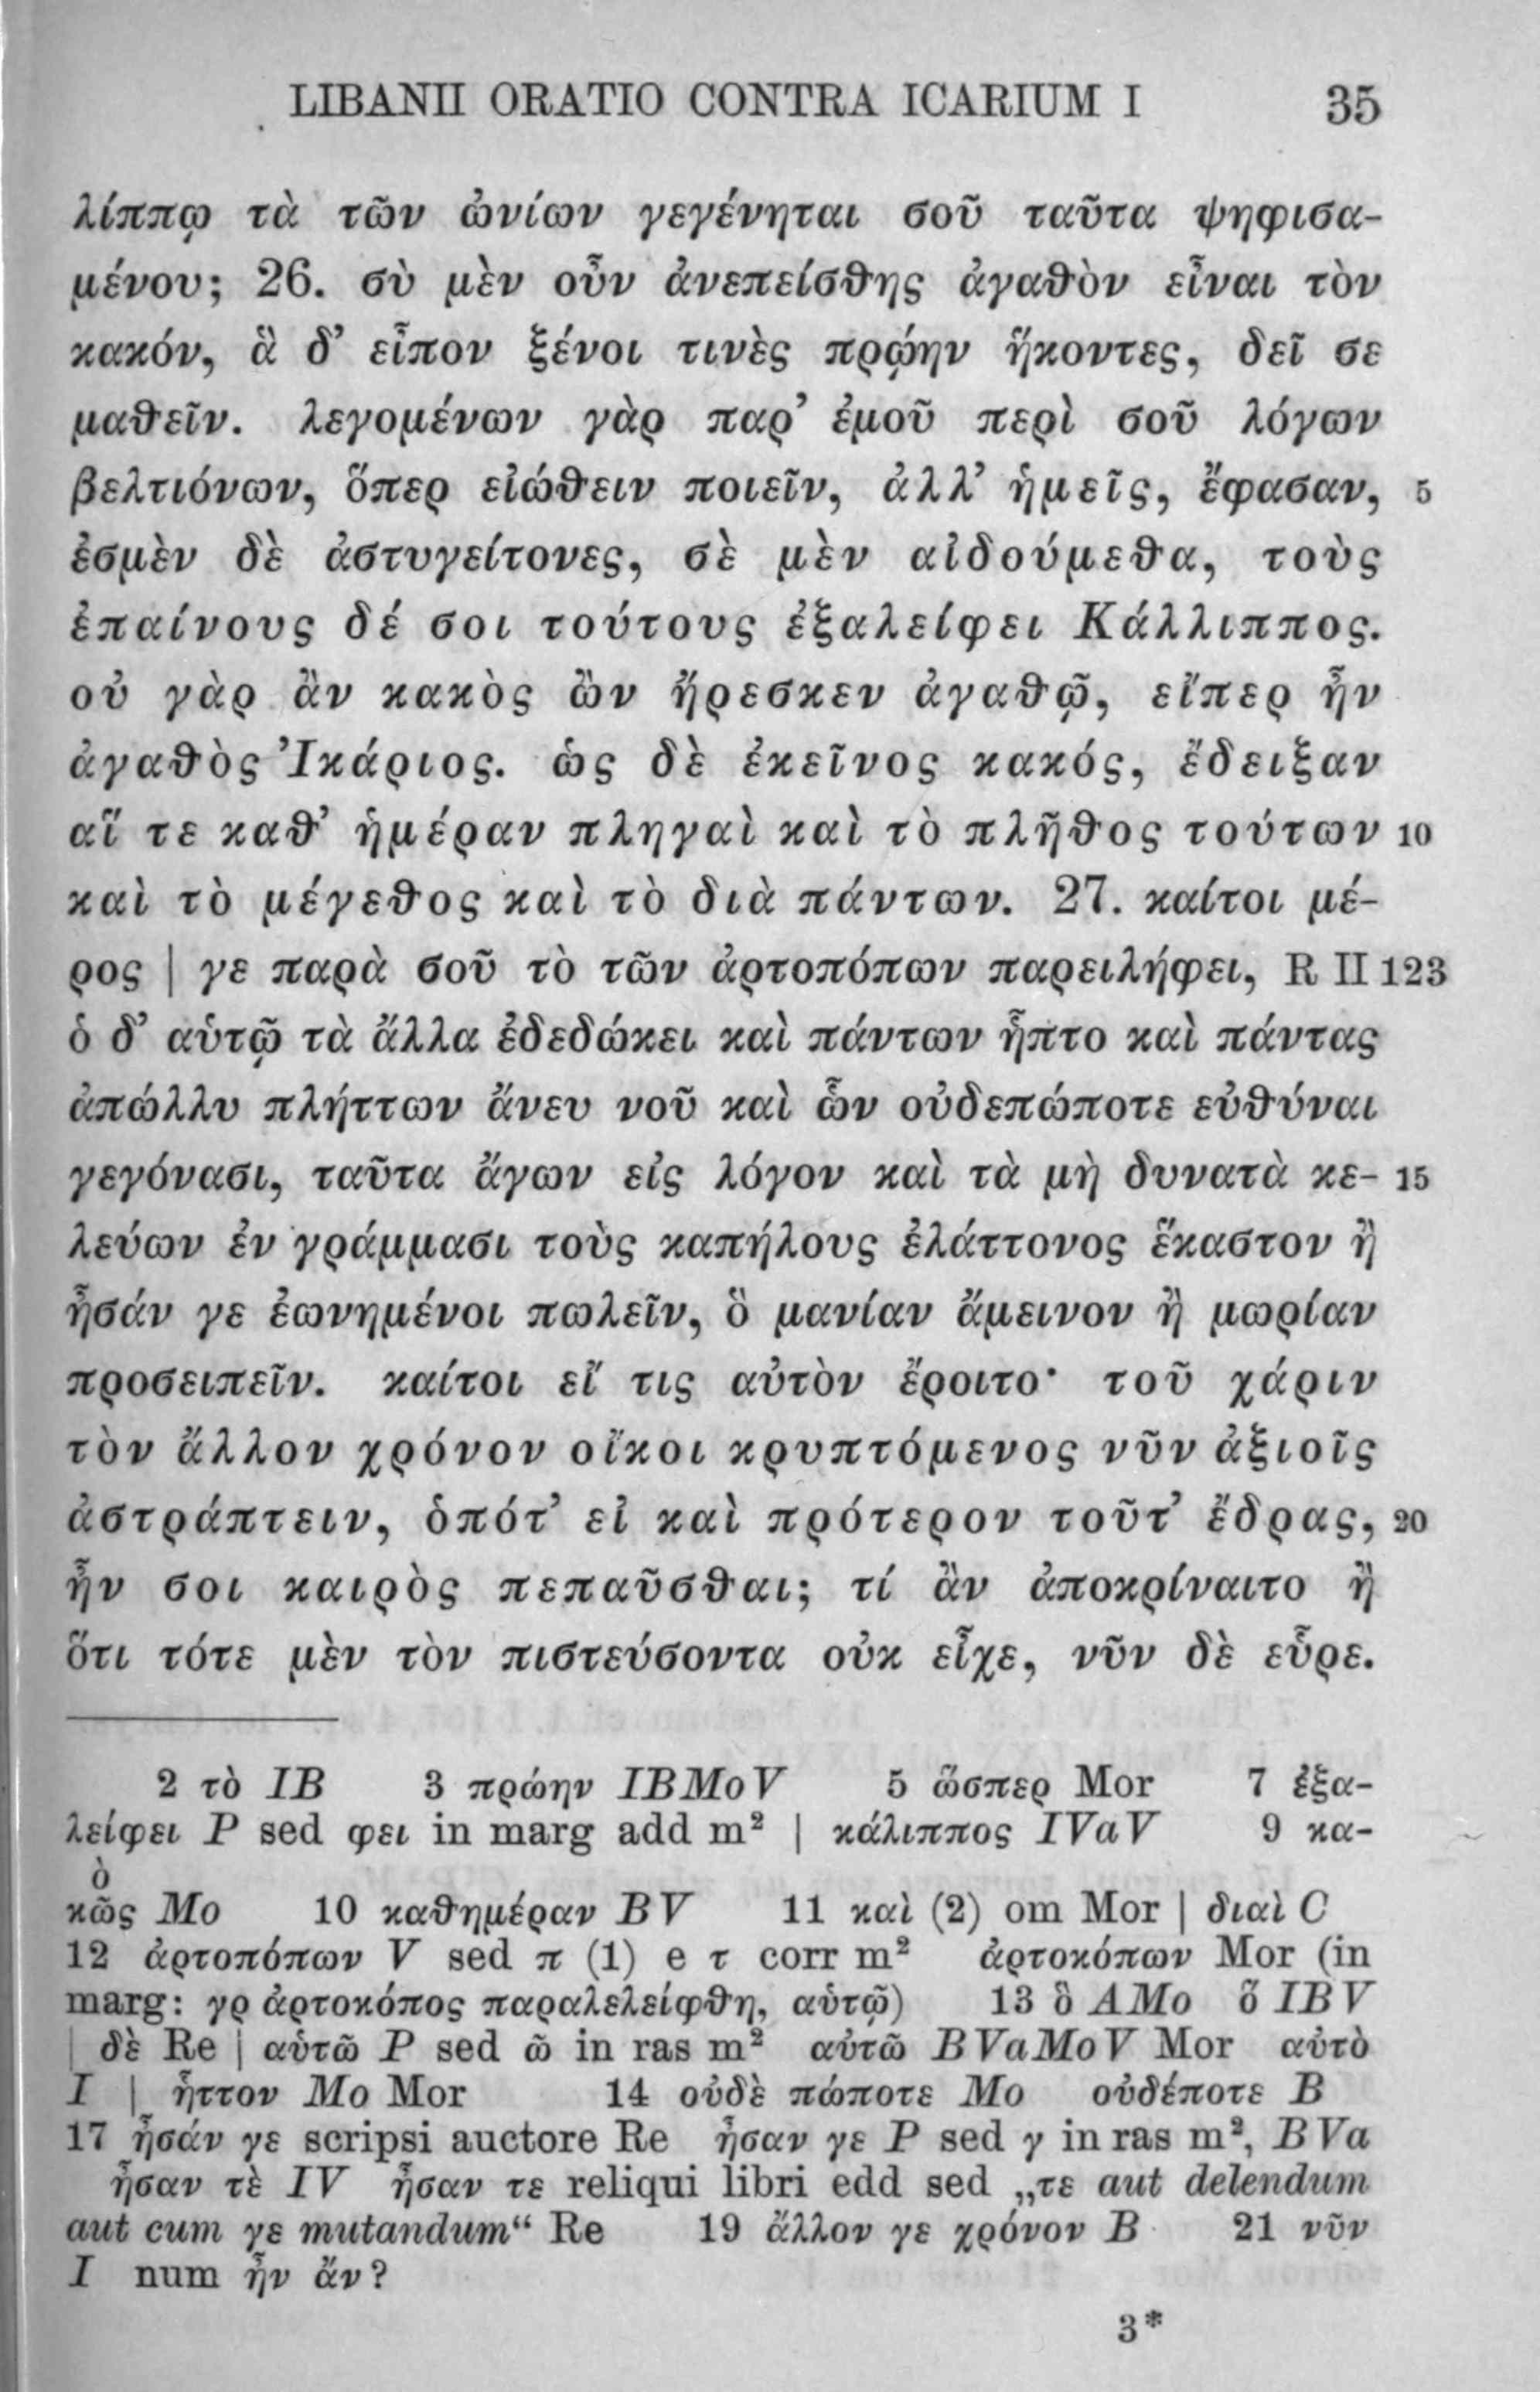 LIBANII ORATIO CONTRA ICARIUM I 35
λίππῳ τὰ τῶν ὠνίων γεγένηται σοῦ ταῦτα ψηφισα-
μένου; 26. σὺ μὲν οὖν ἀνεπείσθης ἀγαθὸν εἶναι τὸν
κακόν, ἃ δ’ εἶπον ξένοι τινὲς πρῴην ἥκοντες, δεῖ σε
μαθεῖν. λεγομένων γὰρ παρ’ ἐμοῦ περὶ σοῦ λόγων
βελτιόνων, ὅπερ εἰώθειν ποιεῖν, ἀλλ’ ἡμεῖς, ἔφασαν, 5
ἐσμὲν δὲ ἀστυγείτονες, σὲ μὲν αἰδούμεθα, τοὺς
ἐπαίνους δέ σοι τούτους ἐξαλείφει Κάλλιππος.
οὐ γὰρ ἂν κακὸς ὢν ἤρεσκεν ἀγαθῷ, εἴπερ ἦν
ἀγαθὸς Ἰκάριος. ὡς δὲ ἐκεῖνος κακός, ἔδειξαν
αἵ τε καθ’ ἡμέραν πληγαὶ καὶ τὸ πλῆθος τούτων 10
καὶ τὸ μέγεθος καὶ τὸ διὰ πάντων. 27. καίτοι μέ-
ρος | γε παρὰ σοῦ τὸ τῶν ἀρτοπόπων παρειλήφει, R II 123
ὁ δ’ αὑτῷ τὰ ἄλλα ἐδεδώκει καὶ πάντων ἧπτο καὶ πάντας
ἀπώλλυ πλήττων ἄνευ νοῦ καὶ ὧν οὐδεπώποτε εὐθύναι
γεγόνασι, ταῦτα ἄγων εἰς λόγον καὶ τὰ μὴ δυνατὰ κε- 15
λεύων ἐν γράμμασι τοὺς καπήλους ἐλάττονος ἕκαστον ἢ
ἦσάν γε ἐωνημένοι πωλεῖν, ὃ μανίαν ἄμεινον ἢ μωρίαν
προσειπεῖν. καίτοι εἴ τις αὐτὸν ἔροιτο· τοῦ χάριν
τὸν ἄλλον χρόνον οἴκοι κρυπτόμενος νῦν ἀξιοῖς
ἀστράπτειν, ὁπότ’ εἰ καὶ πρότερον τοῦτ’ ἔδρας, 20
ἦν σοι καιρὸς πεπαῦσθαι; τί ἂν ἀποκρίναιτο ἢ
ὅτι τότε μὲν τὸν πιστεύσοντα οὐκ εἶχε, νῦν δὲ εὗρε.
2 τὸ IB 3 πρώην IBMoV 5 ὥσπερ Mor 7 ἐξα-
λείφει P sed φει in marg add m² | κάλιππος IVaV 9 κα-
ὸ
κῶς Mo 10 καθημέραν BV 11 καὶ (2) om Mor | διαὶ C
12 ἀρτοπόπων V sed π (1) e τ corr m² ἀρτοκόπων Mor (in
marg: γρ ἀρτοκόπος παραλελείφθη, αὑτῷ) 13 ὃ AMo ὅ IBV
| δὲ Re | αὑτῶ P sed ῶ in ras m² αὐτῶ BVaMoV Mor αὐτὸ
I | ἧττον Mo Mor 14 οὐδὲ πώποτε Mo οὐδέποτε B
17 ἦσάν γε scripsi auctore Re ἦσαν γε P sed γ in ras m², BVa
ἦσαν τὲ IV ἦσαν τε reliqui libri edd sed „τε aut delendum
aut cum γε mutandum“ Re 19 ἄλλον γε χρόνον B 21 νῦν
I num ἦν ἄν?
3*